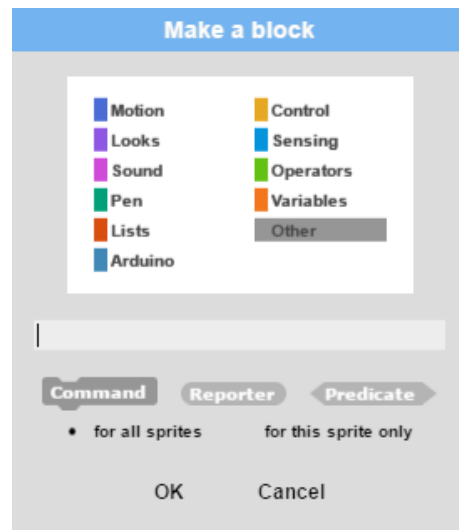 Make a block
Motion Control
Looks Sensing
Sound Operators
Pen Variables
Lists Other
Arduino
Command Reporter Predicate
• for all sprites for this sprite only
OK Cancel